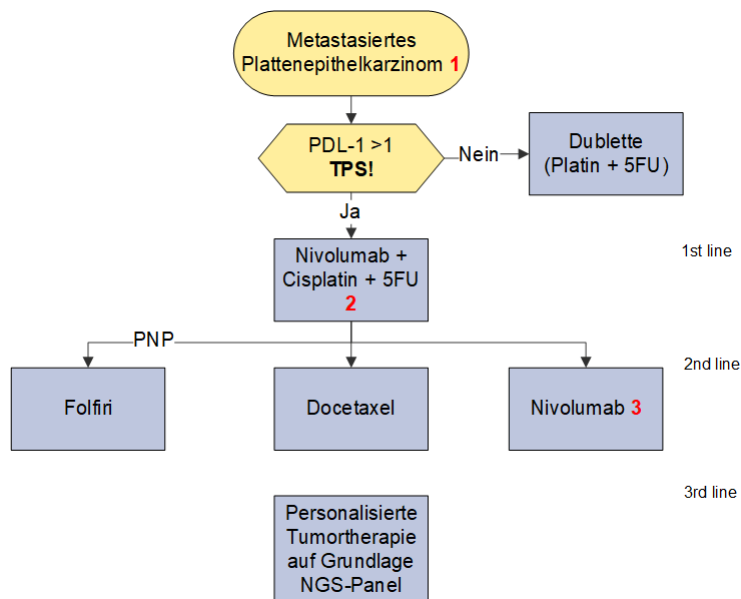 Metastasiertes
Plattenepithelkarzinom 1
PDL-1 >1
TPS!
Nein
Dublette
(Platin + 5FU)
Ja
1st line
Nivolumab +
Cisplatin + 5FU
2
PNP
2nd line
Folfiri
Docetaxel
Nivolumab 3
3rd line
Personalisierte
Tumortherapie
auf Grundlage
NGS-Panel